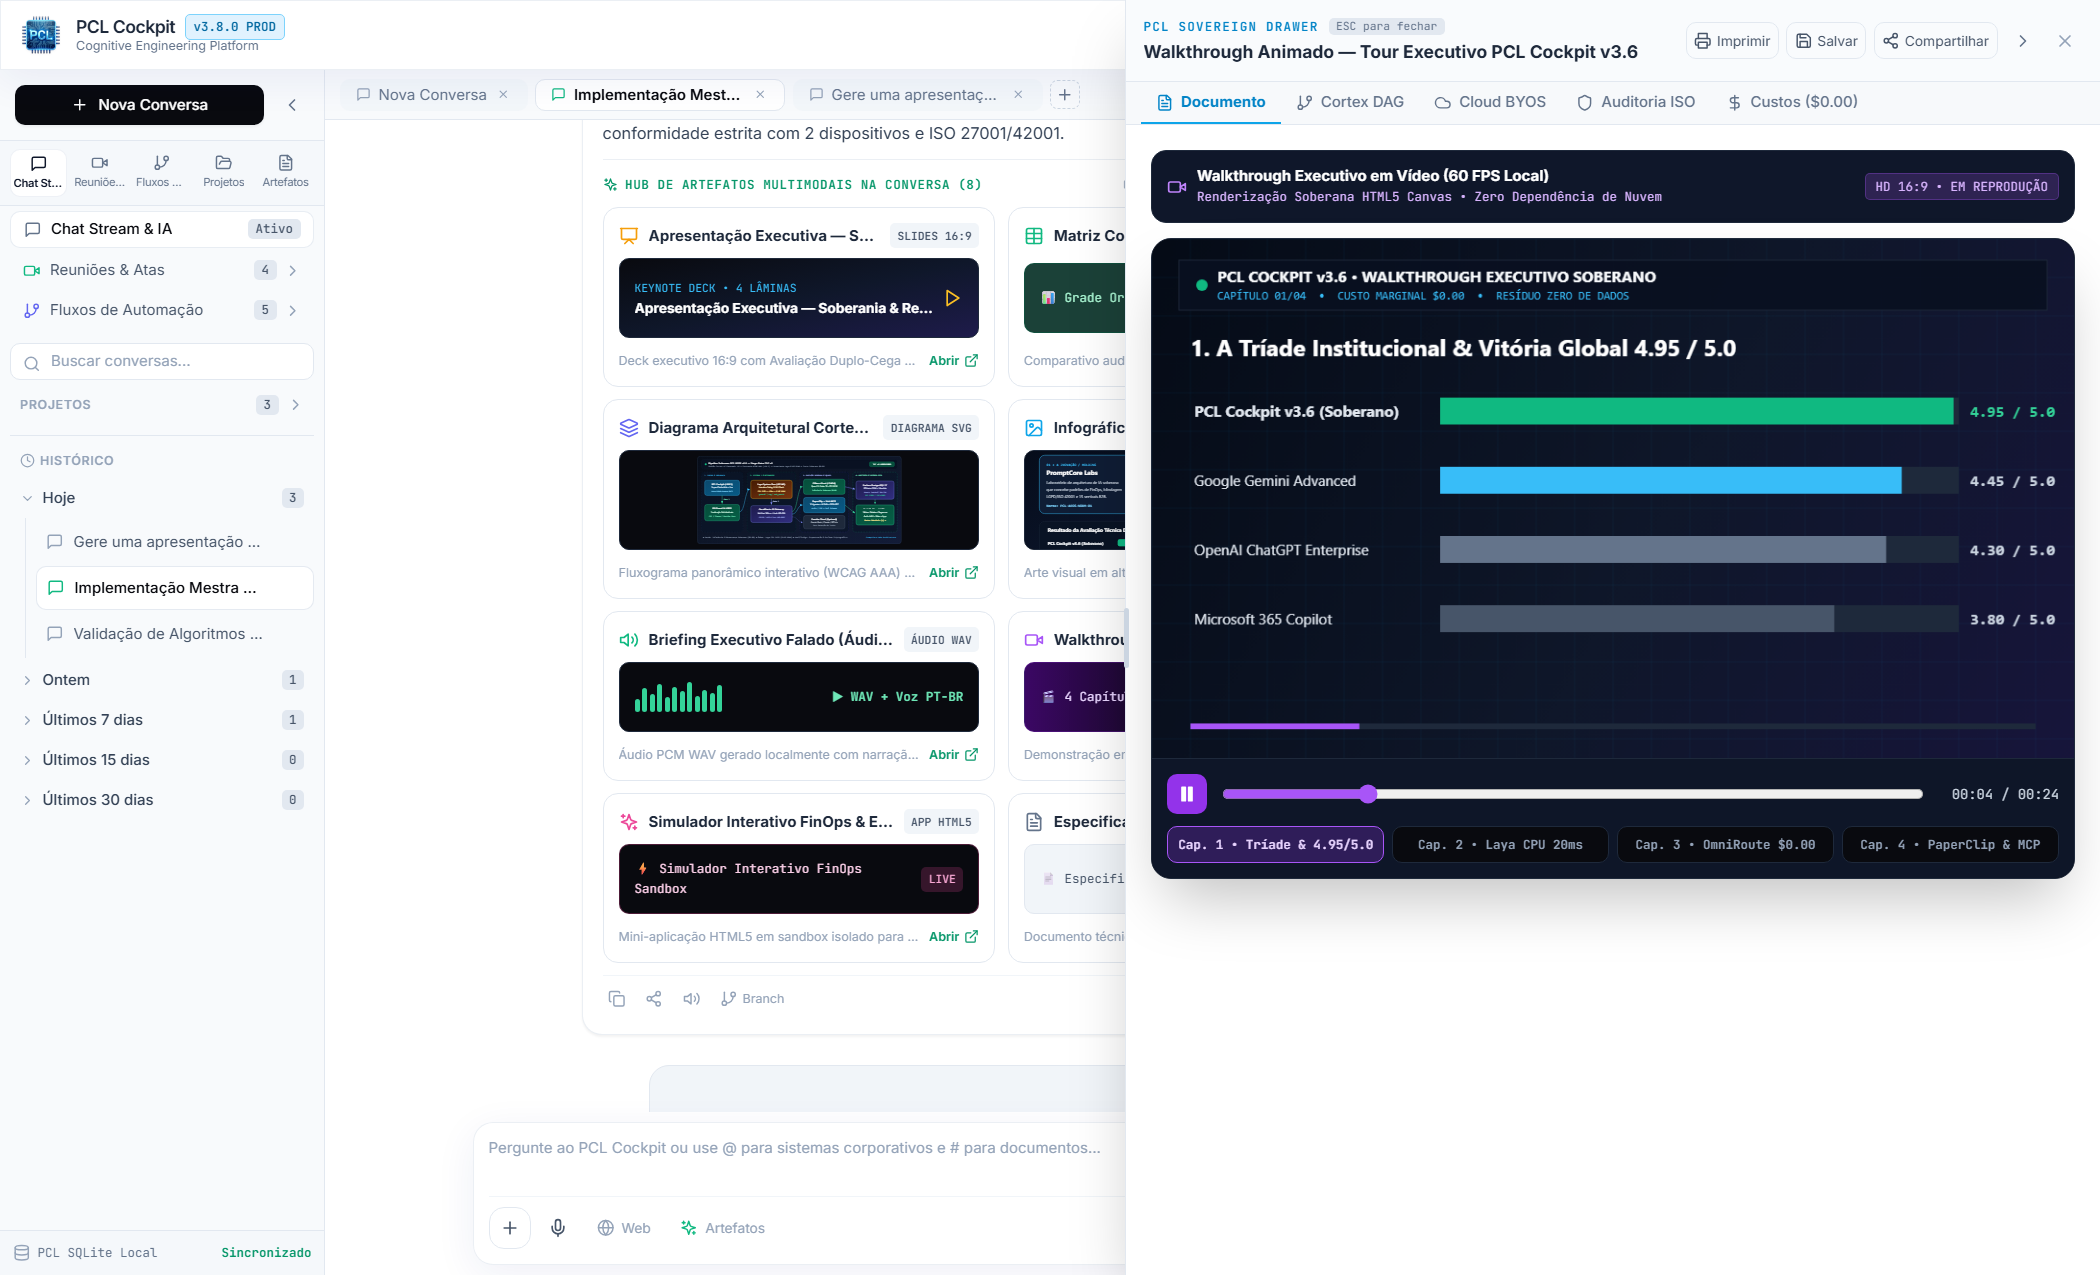 PCL Cockpit
v3.8.0 PROD
Cognitive Engineering Platform
PCL
Nova Conversa
Chat St...
Reuniõe...
Fluxos ...
Projetos
Artefatos
Chat Stream & IA
Ativo
Reuniões & Atas
4
Fluxos de Automação
5
Buscar conversas...
PROJETOS
3
HISTÓRICO
Hoje
3
Gere uma apresentação ...
Implementação Mestra ...
Validação de Algoritmos ...
Ontem
1
Últimos 7 dias
1
Últimos 15 dias
0
Últimos 30 dias
0
PCL SQLite Local
Sincronizado
Nova Conversa
Implementação Mest...
Gere uma apresentaç...
conformidade estrita com 2 dispositivos e ISO 27001/42001.
HUB DE ARTEFATOS MULTIMODAIS NA CONVERSA (8)
Apresentação Executiva — S...
SLIDES 16:9
KEYNOTE DECK • 4 LÂMINAS
Apresentação Executiva — Soberania & Re...
Deck executivo 16:9 com Avaliação Duplo-Cega ...
Abrir
Matriz Co
Grade Or
Comparativo aud
Diagrama Arquitetural Corte...
DIAGRAMA SVG
Fluxograma panorâmico interativo (WCAG AAA) ...
Abrir
Infográfic
PromptCore Labs
Resultado da Avaliação Técnica D
PCL Cockpit v3.6 (Soberano)
Arte visual em alt
Briefing Executivo Falado (Áudi...
ÁUDIO WAV
WAV + Voz PT-BR
Áudio PCM WAV gerado localmente com narraçã...
Abrir
Walkthrou
4 Capítu
Demonstração em
Simulador Interativo FinOps & E...
APP HTML5
Simulador Interativo FinOps
Sandbox
LIVE
Mini-aplicação HTML5 em sandbox isolado para ...
Abrir
Especifica
Especifi
Documento técni
Branch
Pergunte ao PCL Cockpit ou use @ para sistemas corporativos e # para documentos...
Web
Artefatos
PCL SOVEREIGN DRAWER
ESC para fechar
Walkthrough Animado — Tour Executivo PCL Cockpit v3.6
Imprimir
Salvar
Compartilhar
Documento
Cortex DAG
Cloud BYOS
Auditoria ISO
Custos ($0.00)
Walkthrough Executivo em Vídeo (60 FPS Local)
Renderização Soberana HTML5 Canvas • Zero Dependência de Nuvem
HD 16:9 • EM REPRODUÇÃO
PCL COCKPIT v3.6 • WALKTHROUGH EXECUTIVO SOBERANO
CAPÍTULO 01/04 • CUSTO MARGINAL $0.00 • RESÍDUO ZERO DE DADOS
1. A Tríade Institucional & Vitória Global 4.95 / 5.0
PCL Cockpit v3.6 (Soberano)
4.95 / 5.0
Google Gemini Advanced
4.45 / 5.0
OpenAI ChatGPT Enterprise
4.30 / 5.0
Microsoft 365 Copilot
3.80 / 5.0
00:04 / 00:24
Cap. 1 • Tríade & 4.95/5.0
Cap. 2 • Laya CPU 20ms
Cap. 3 • OmniRoute $0.00
Cap. 4 • PaperClip & MCP